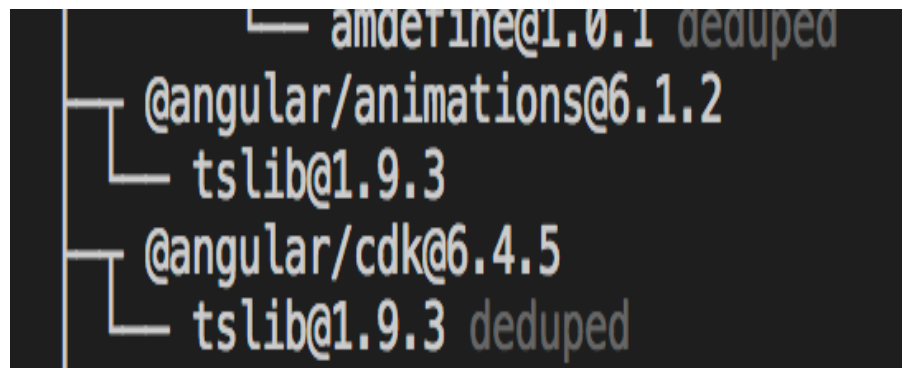 └── amdefine@1.0.1 deduped
├─┬ @angular/animations@6.1.2
│ └── tslib@1.9.3
├─┬ @angular/cdk@6.4.5
│ └── tslib@1.9.3 deduped